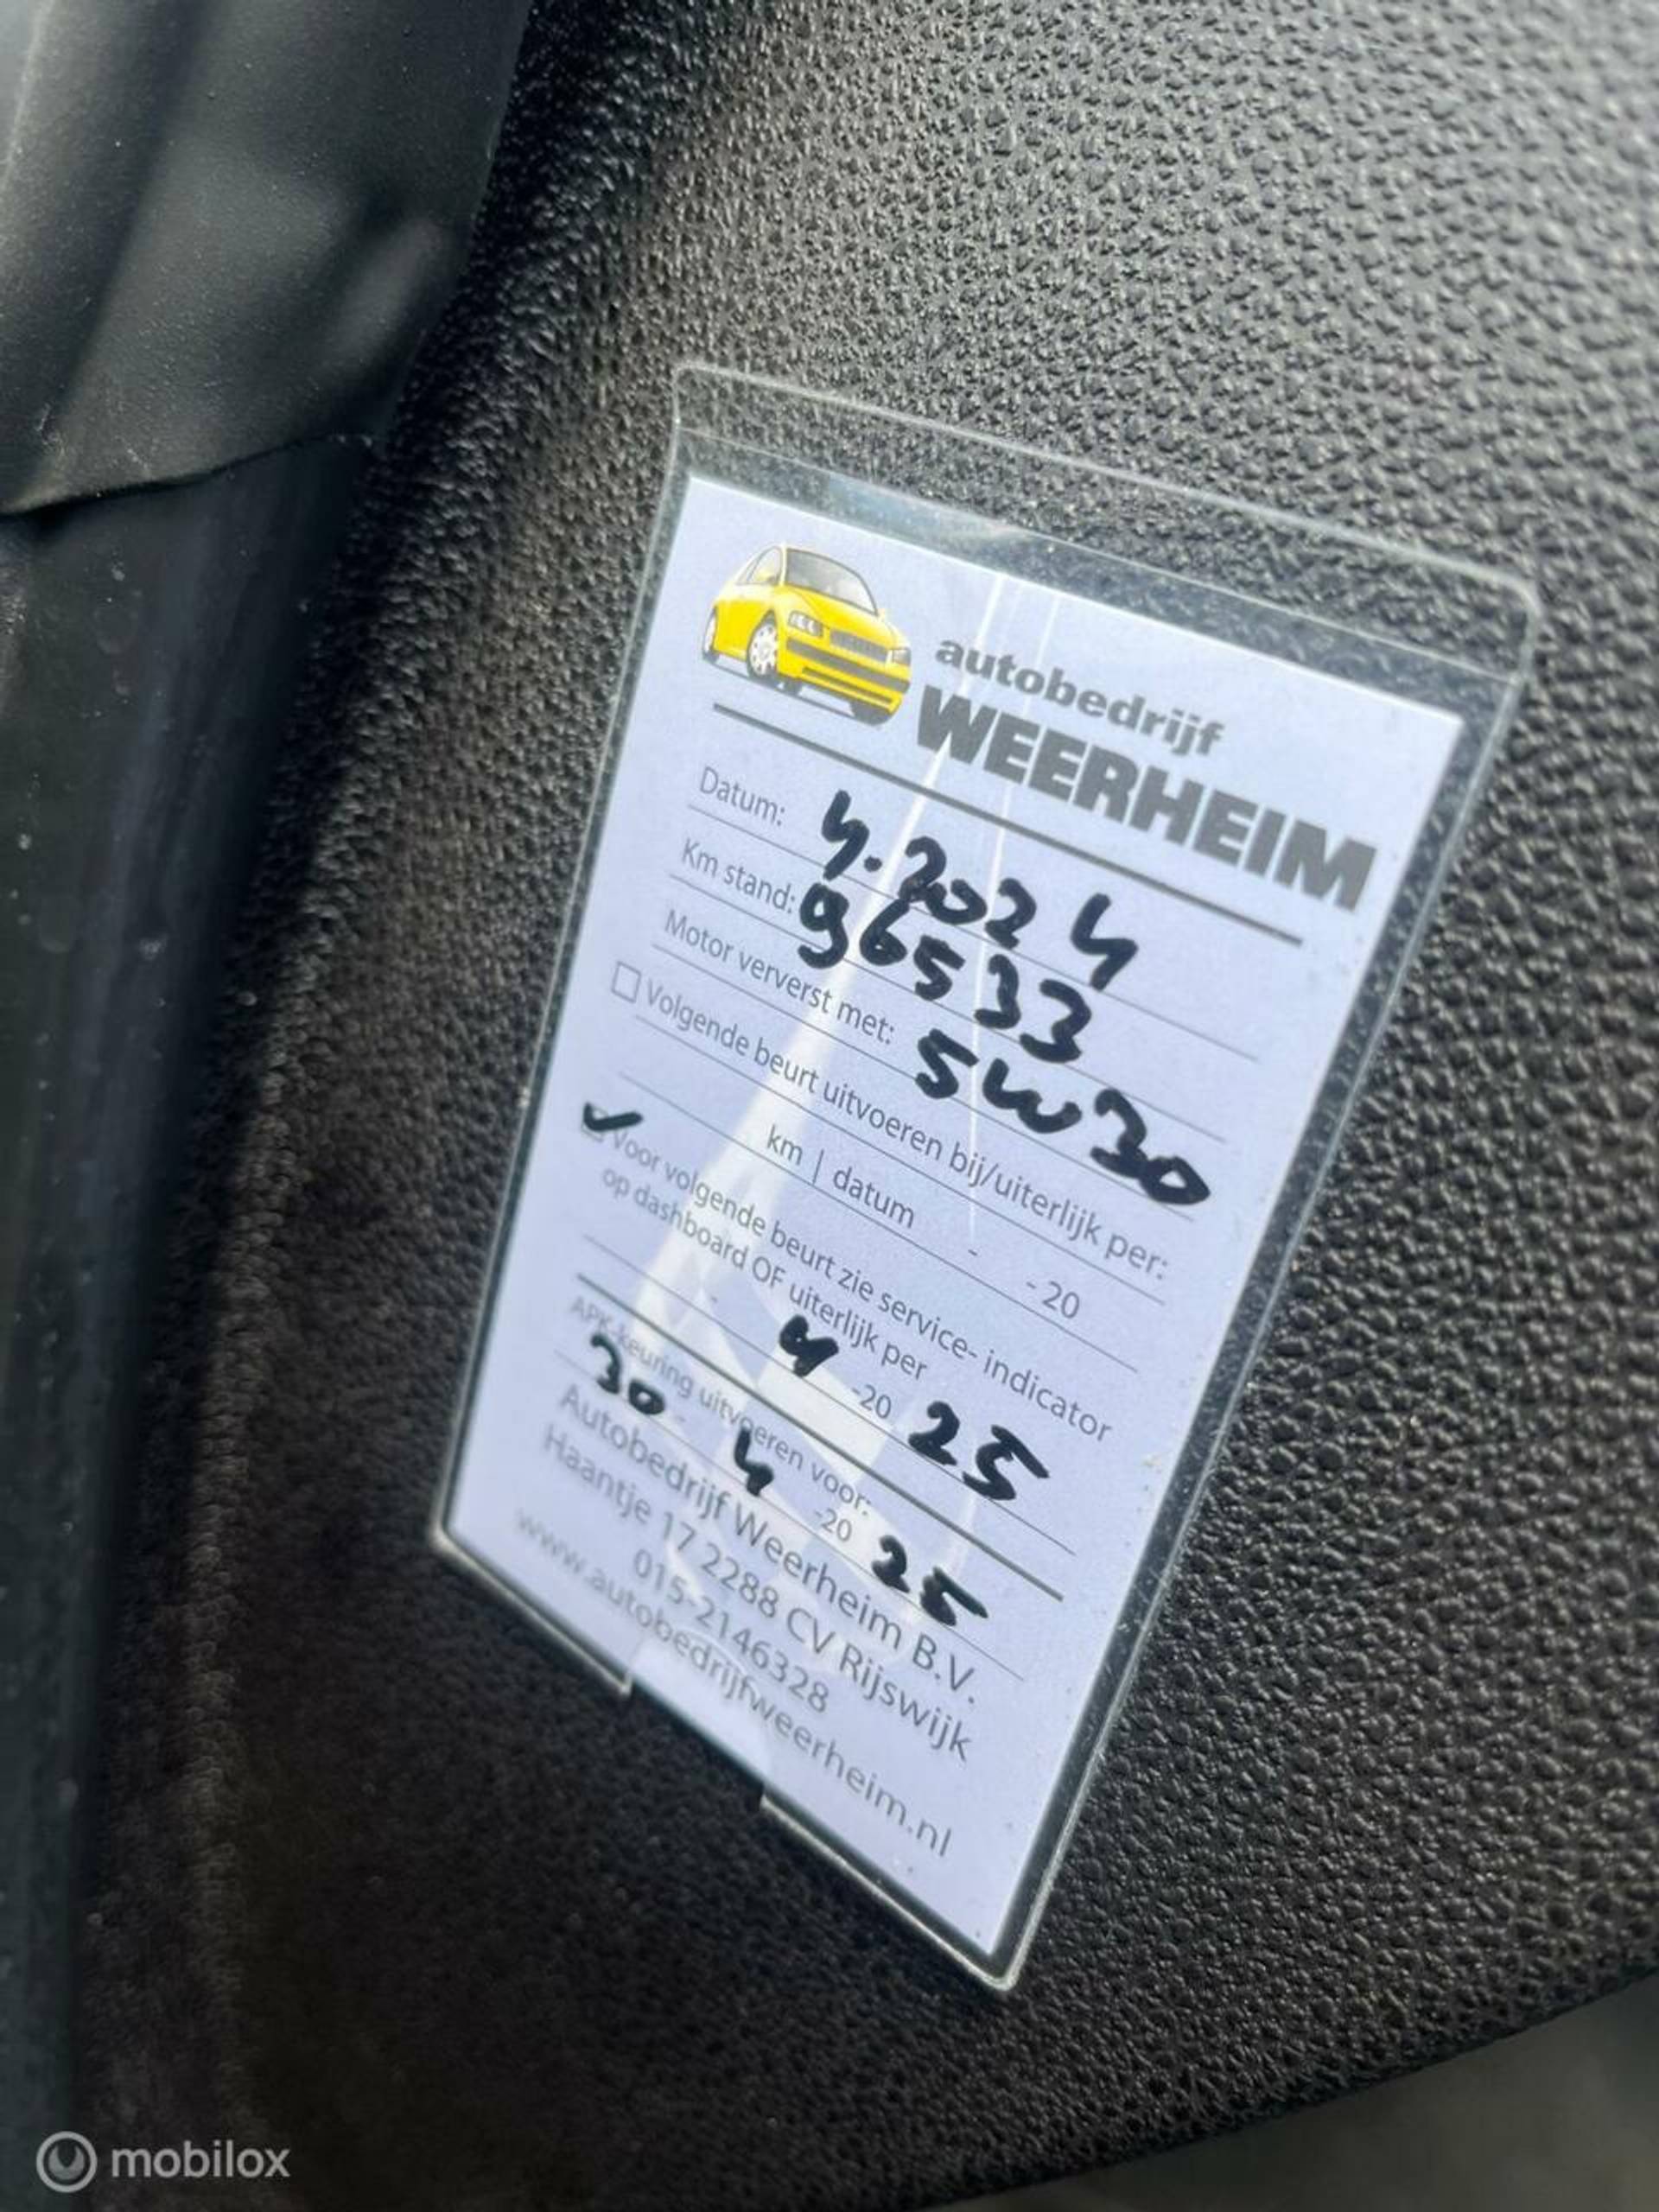 autobedrijf
WEERHEIM
Datum: 4.2024
Km stand: 96533
Motor ververst met: 5W30
Volgende beurt uitvoeren bij/uiterlijk per:
km | datum - - 20
Voor volgende beurt zie service- indicator
op dashboard OF uiterlijk per
- 4 -20 25
APK-keuring uitvoeren voor:
30 - 4 -20 25
Autobedrijf Weerheim B.V.
Haantje 17 2288 CV Rijswijk
015-2146328
www.autobedrijfweerheim.nl
mobilox